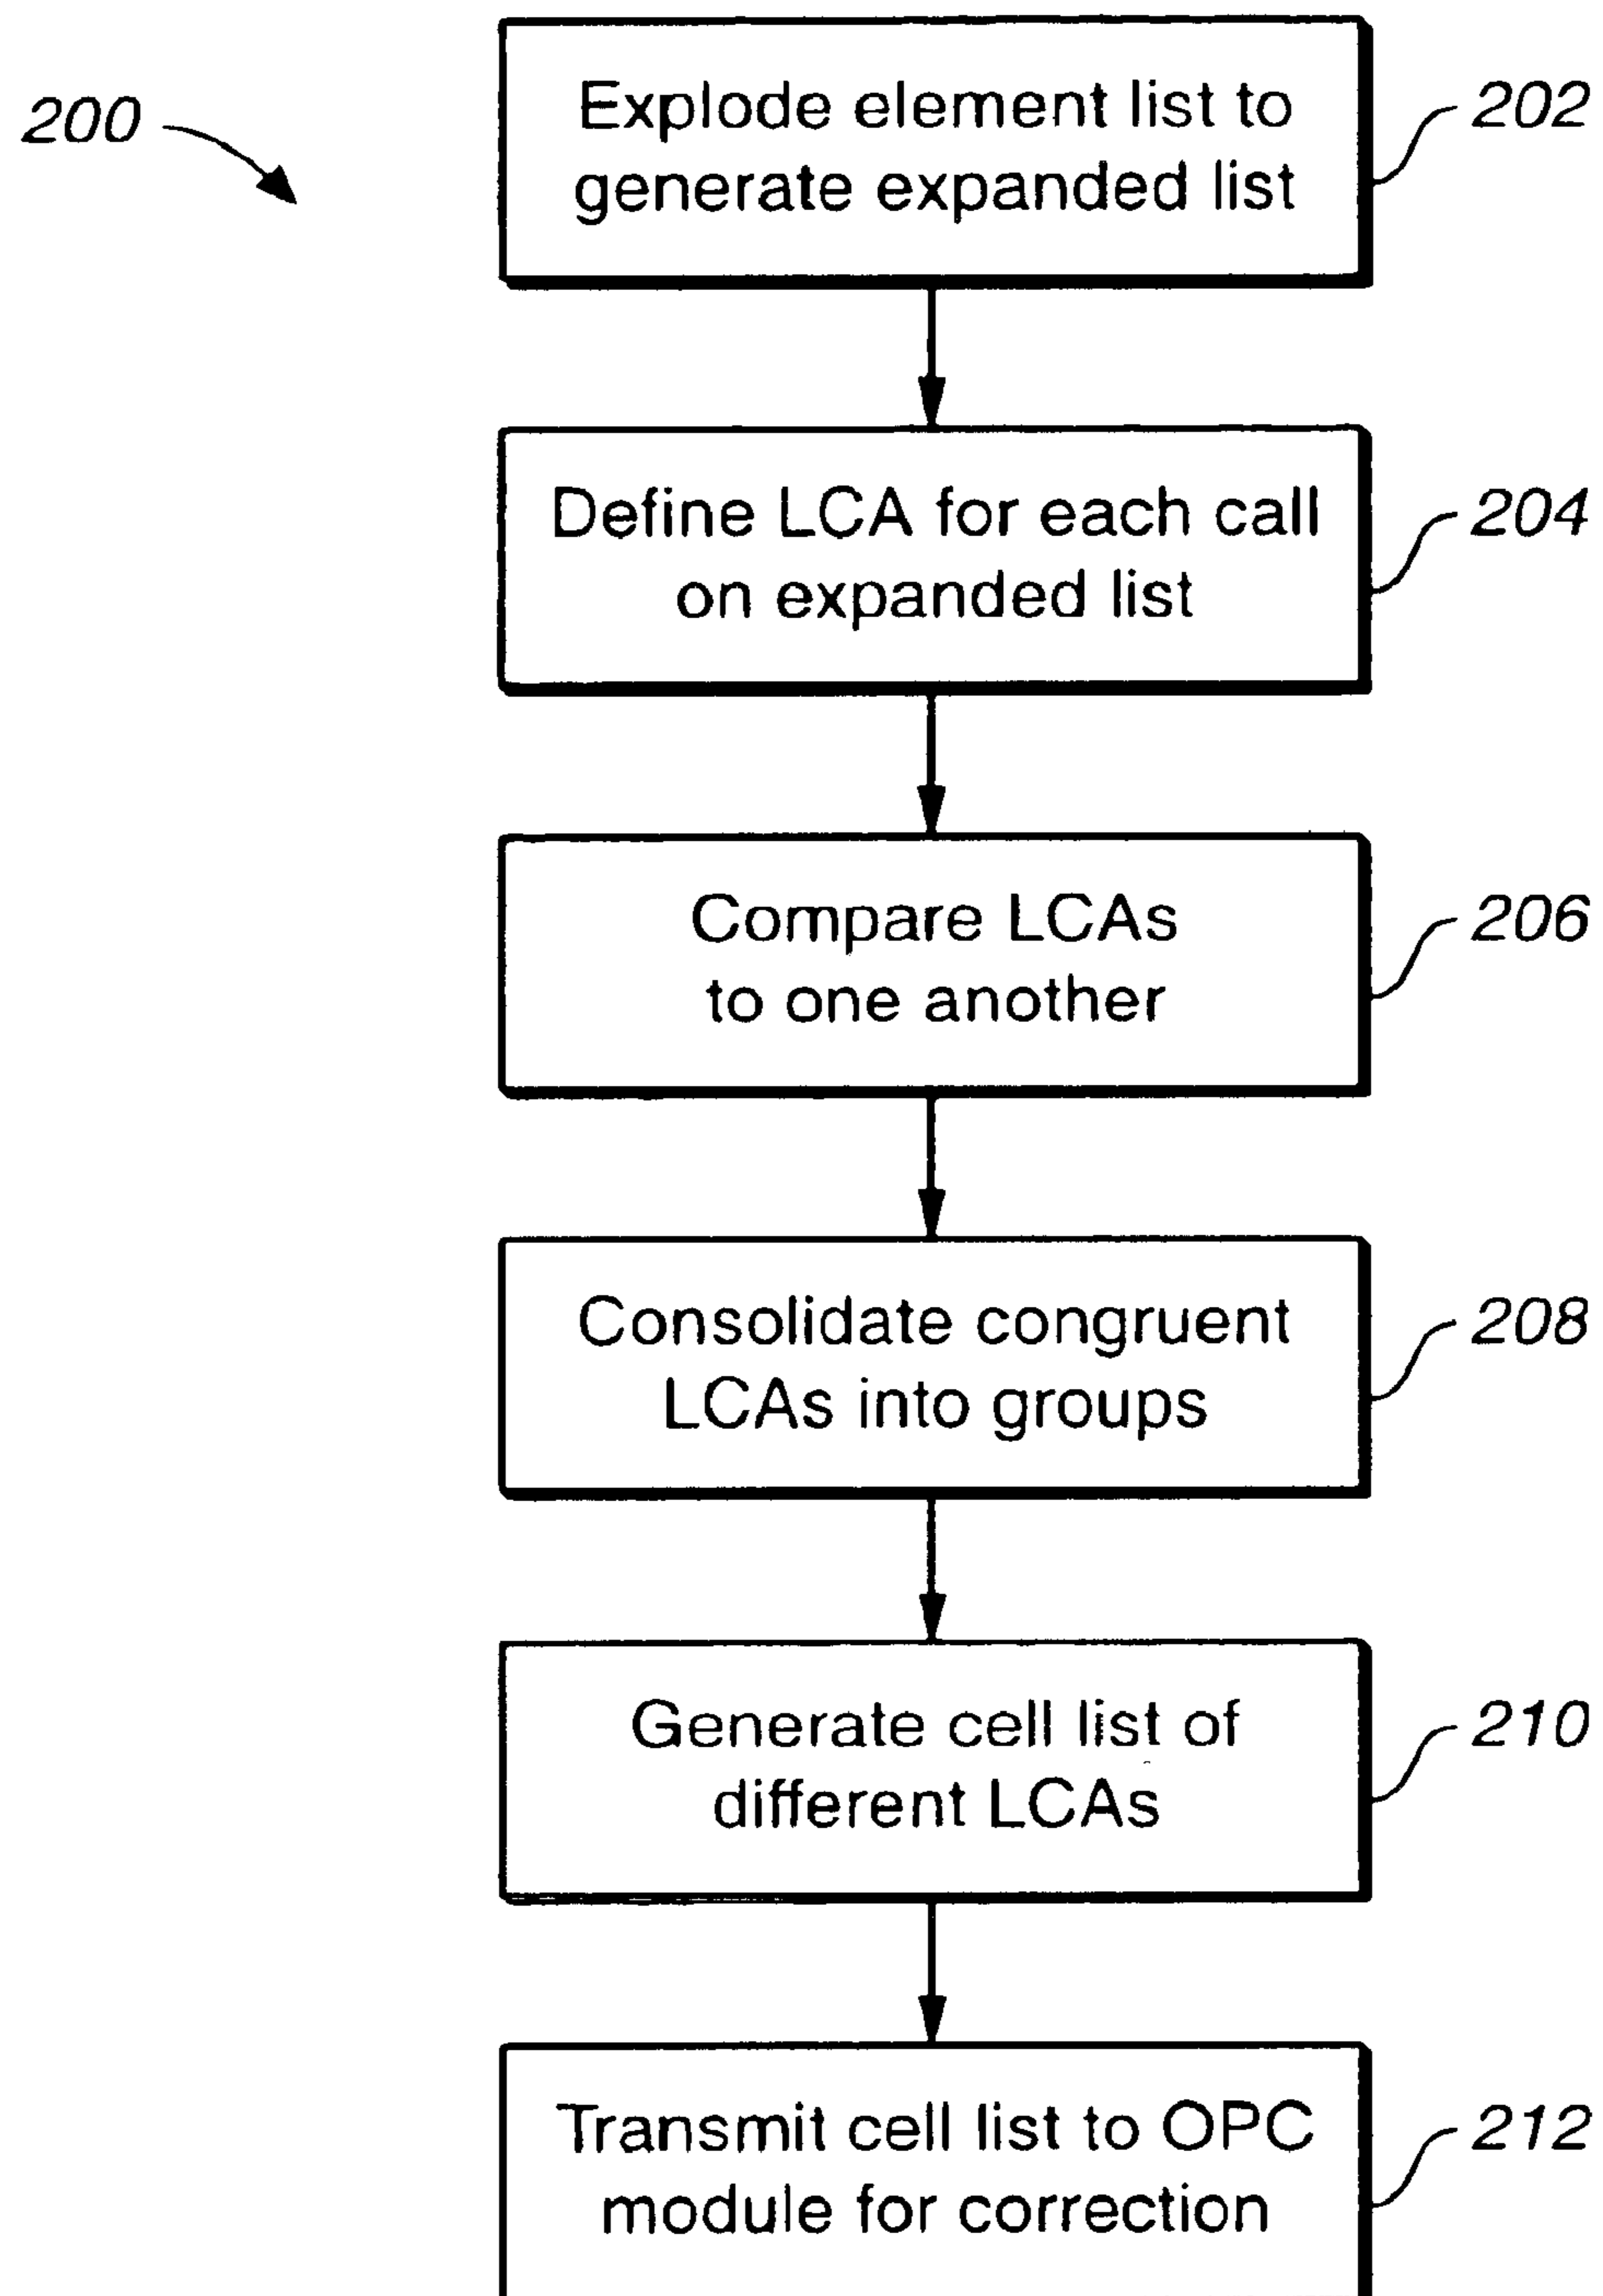 200
Explode element list to
generate expanded list
202
Define LCA for each call
on expanded list
204
Compare LCAs
to one another
206
Consolidate congruent
LCAs into groups
208
Generate cell list of
different LCAs
210
Transmit cell list to OPC
module for correction
212